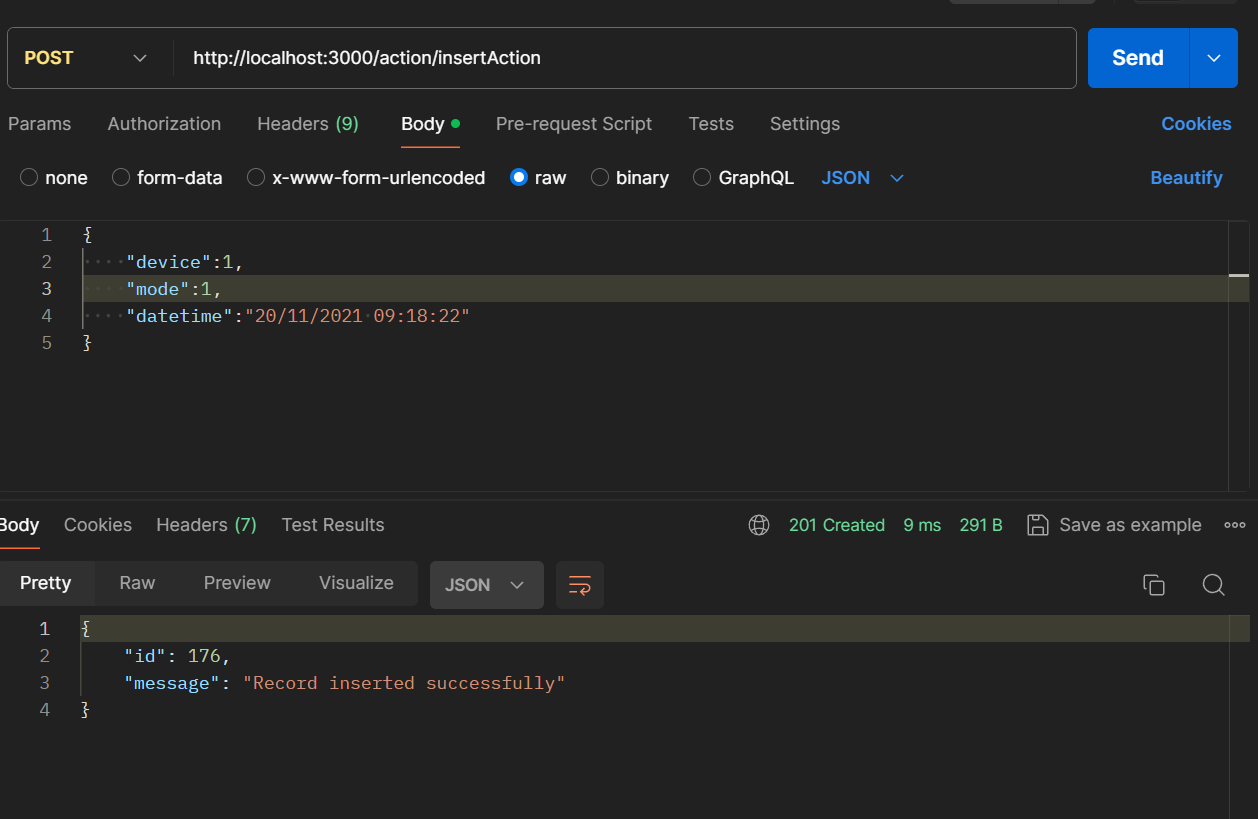 POST http://localhost:3000/action/insertAction Send
Params Authorization Headers (9) Body Pre-request Script Tests Settings Cookies
none form-data x-www-form-urlencoded raw binary GraphQL JSON Beautify
1 {
2 "device":1,
3 "mode":1,
4 "datetime":"20/11/2021 09:18:22"
5 }
Body Cookies Headers (7) Test Results 201 Created 9 ms 291 B Save as example
Pretty Raw Preview Visualize JSON
1 {
2 "id": 176,
3 "message": "Record inserted successfully"
4 }